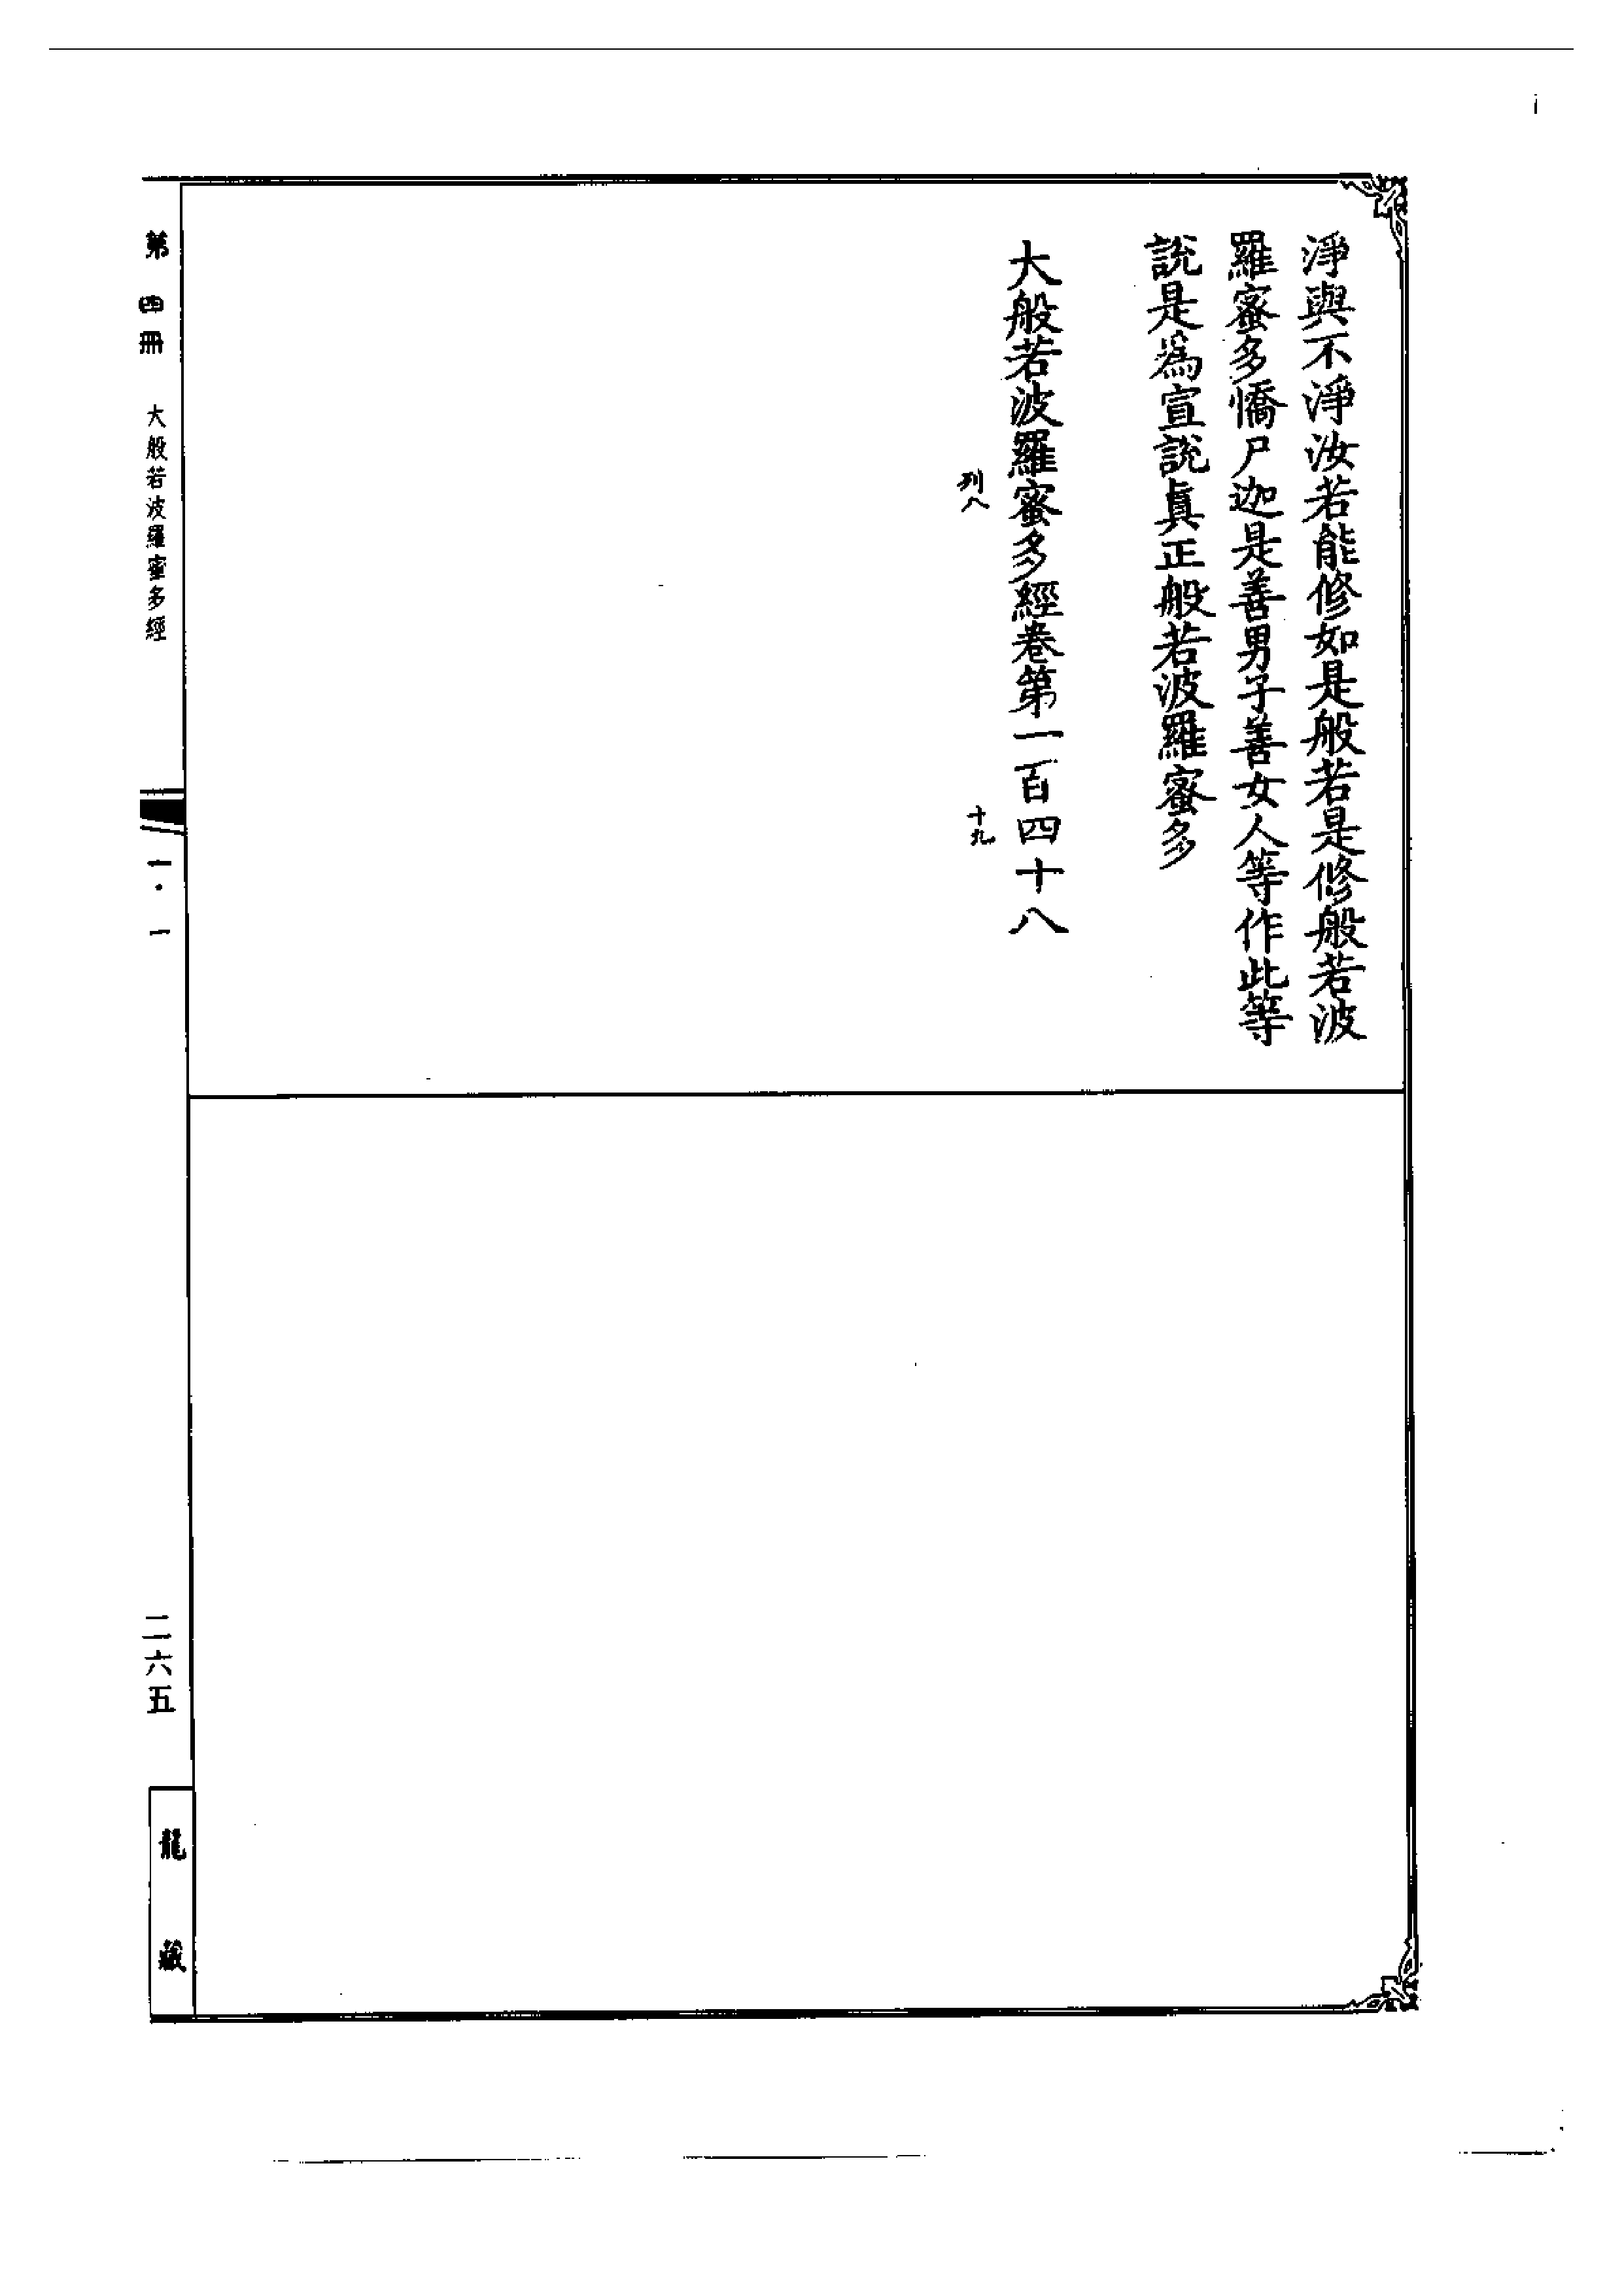 淨與不淨汝若能修如是般若是修般若波
羅蜜多憍尸迦是善男子善女人等作此等
說是為宣說真正般若波羅蜜多
大般若波羅蜜多經卷第一百四十八
列八
十九
第四冊
大般若波羅蜜多經
一·一
二六五
龍藏